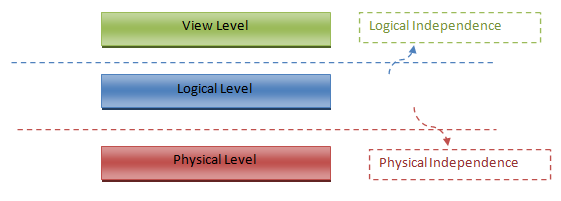 View Level
Logical Independence
Logical Level
Physical Level
Physical Independence